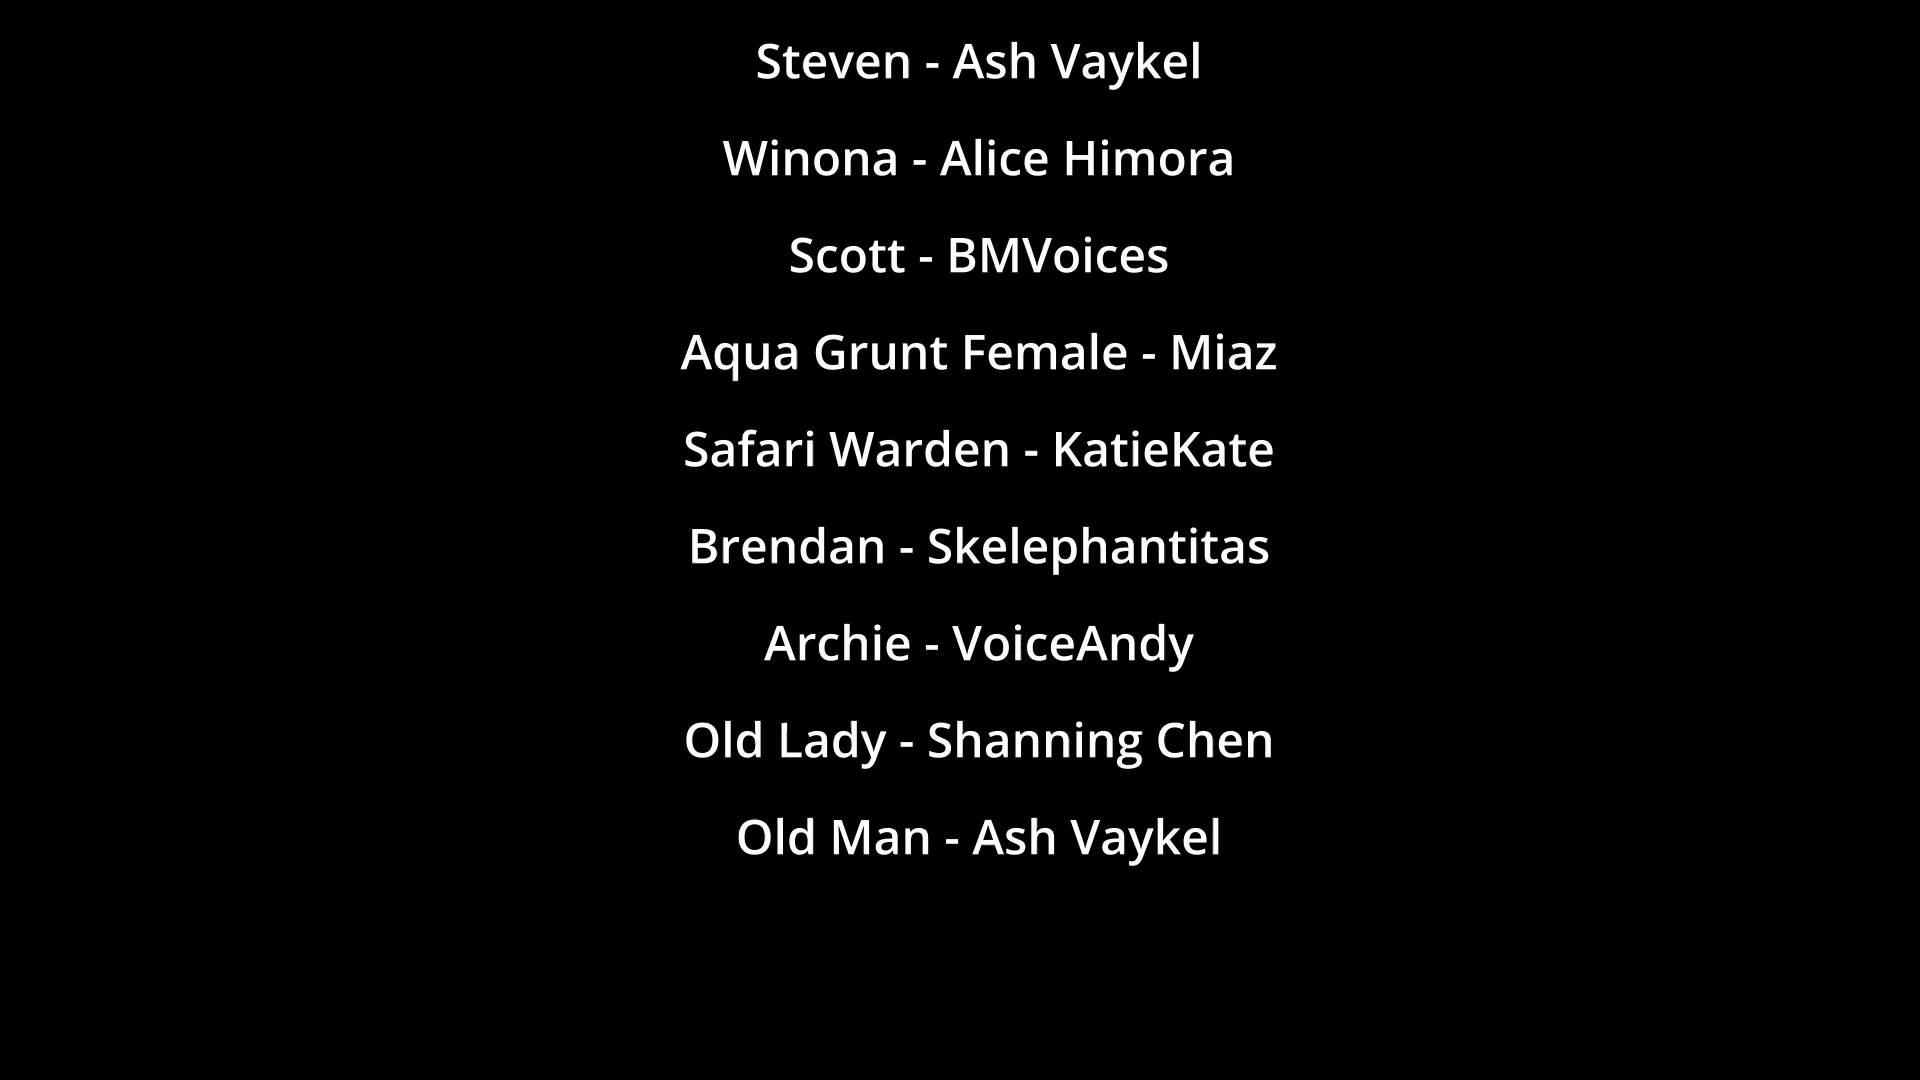 Steven - Ash Vaykel
Winona - Alice Himora
Scott - BMVoices
Aqua Grunt Female - Miaz
Safari Warden - KatieKate
Brendan - Skelephantitas
Archie - VoiceAndy
Old Lady - Shanning Chen
Old Man - Ash Vaykel